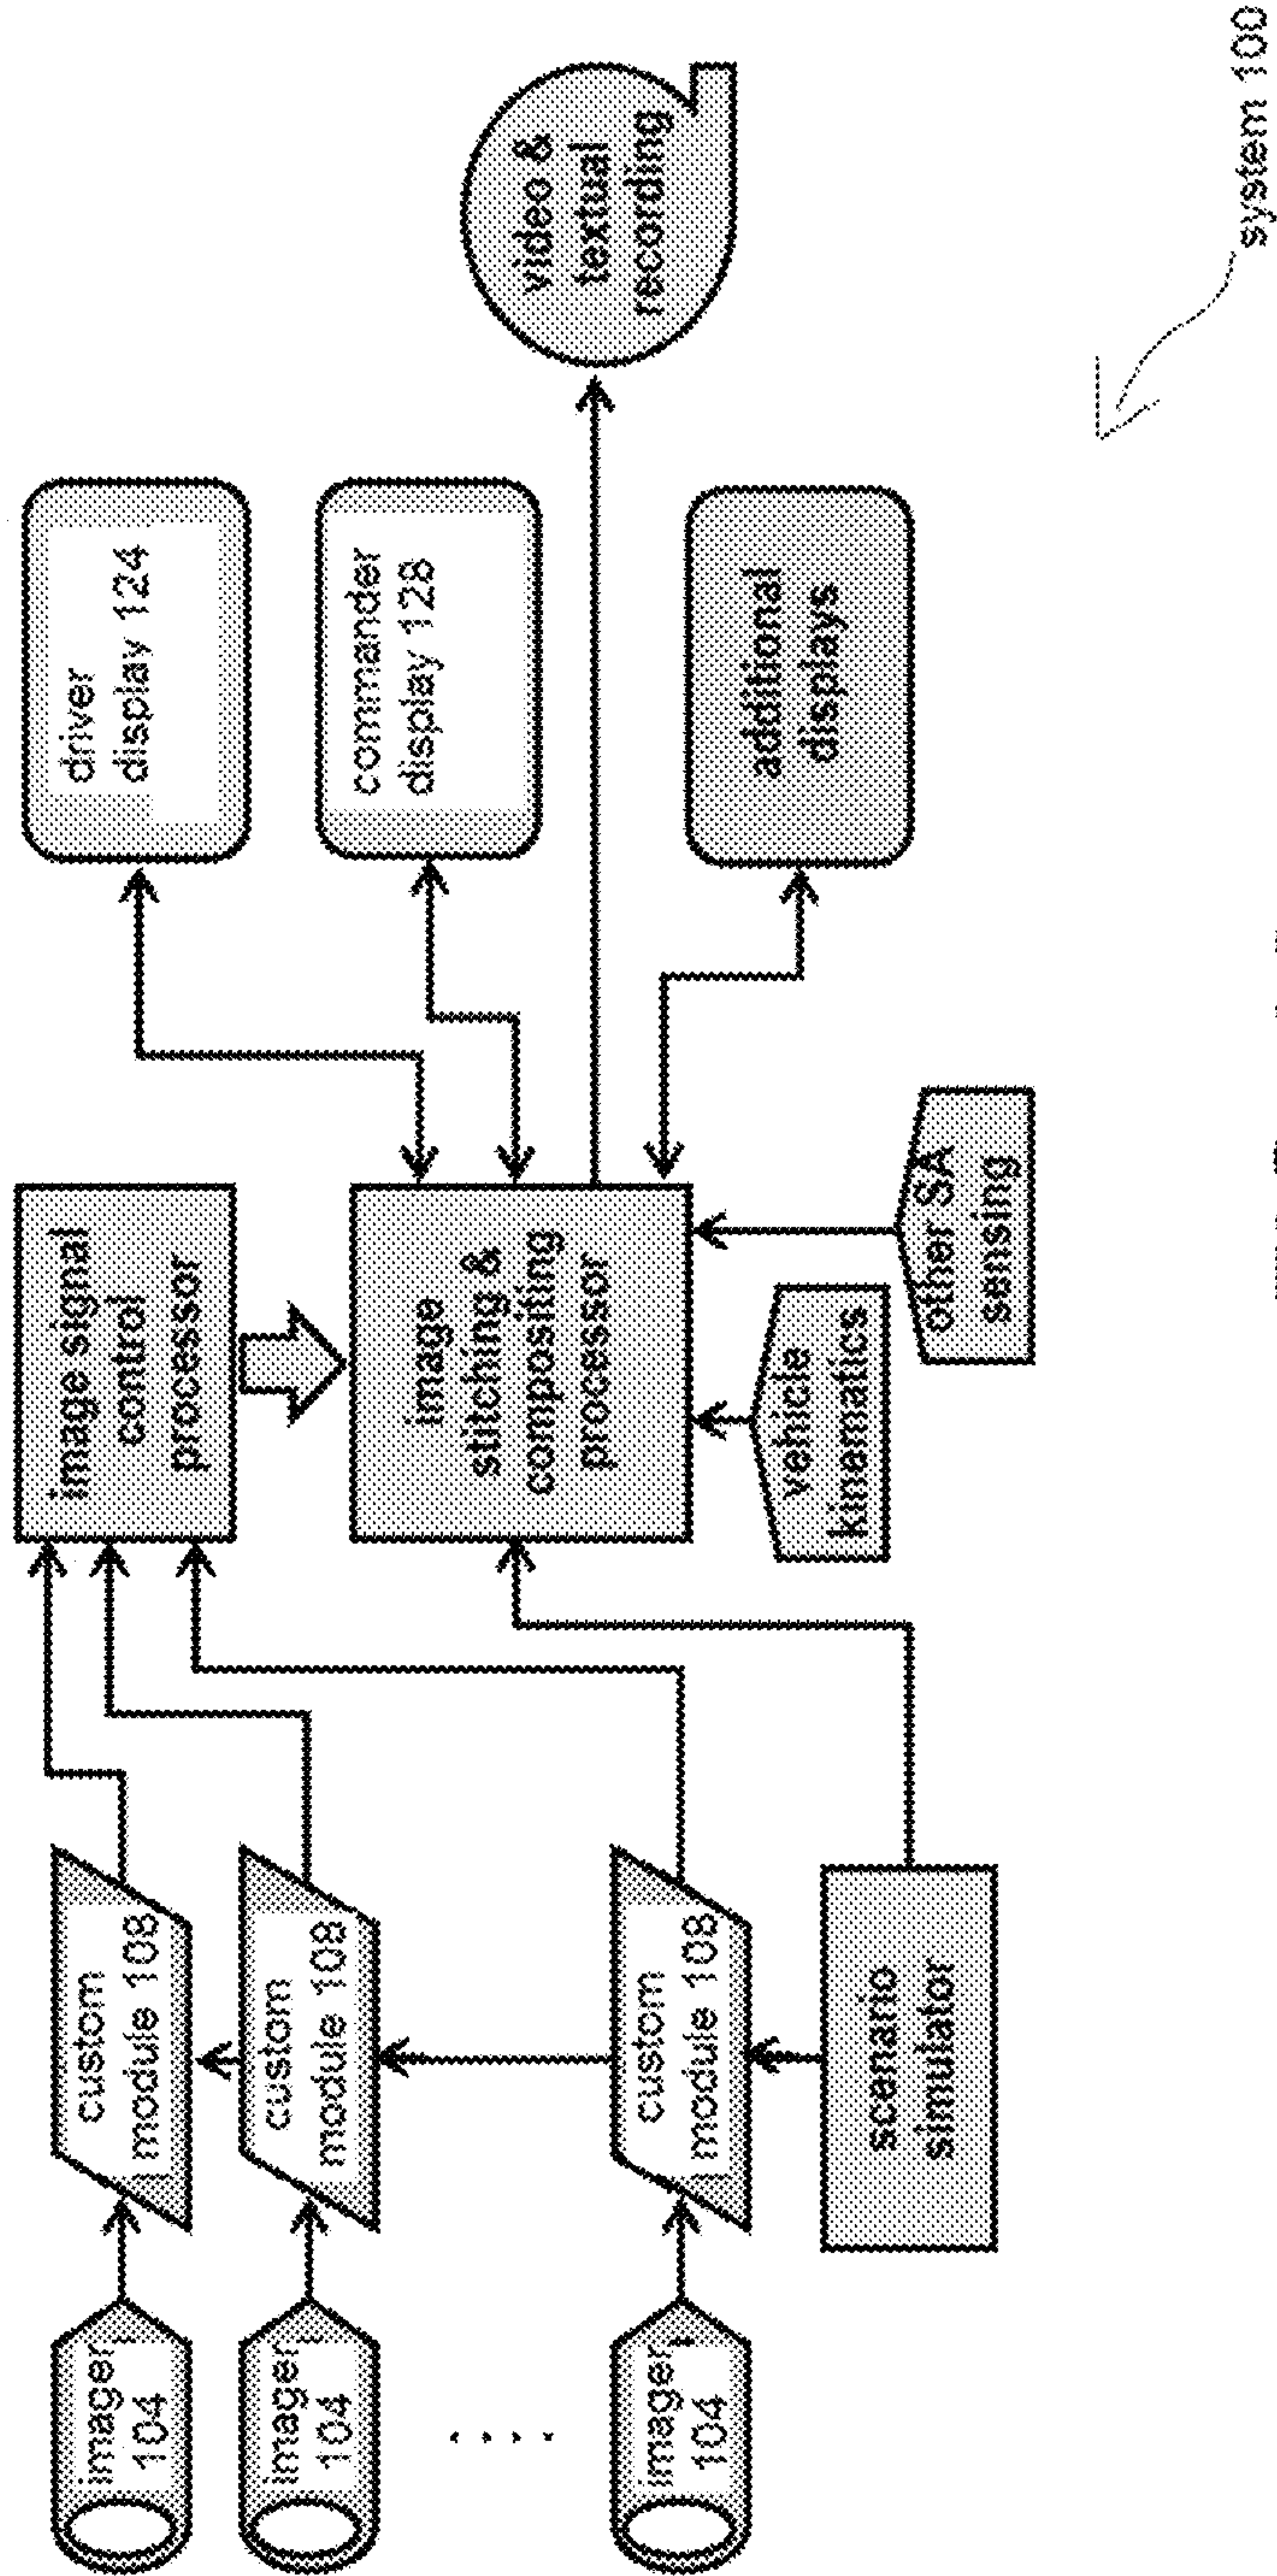 imager
104
custom
module 108
imager
104
custom
module 108
. . . .
imager
104
custom
module 108
scenario
simulator
image signal
control
processor
image
stitching &
compositing
processor
vehicle
kinematics
other SA
sensing
driver
display 124
commander
display 128
additional
displays
video &
textual
recording
system 100